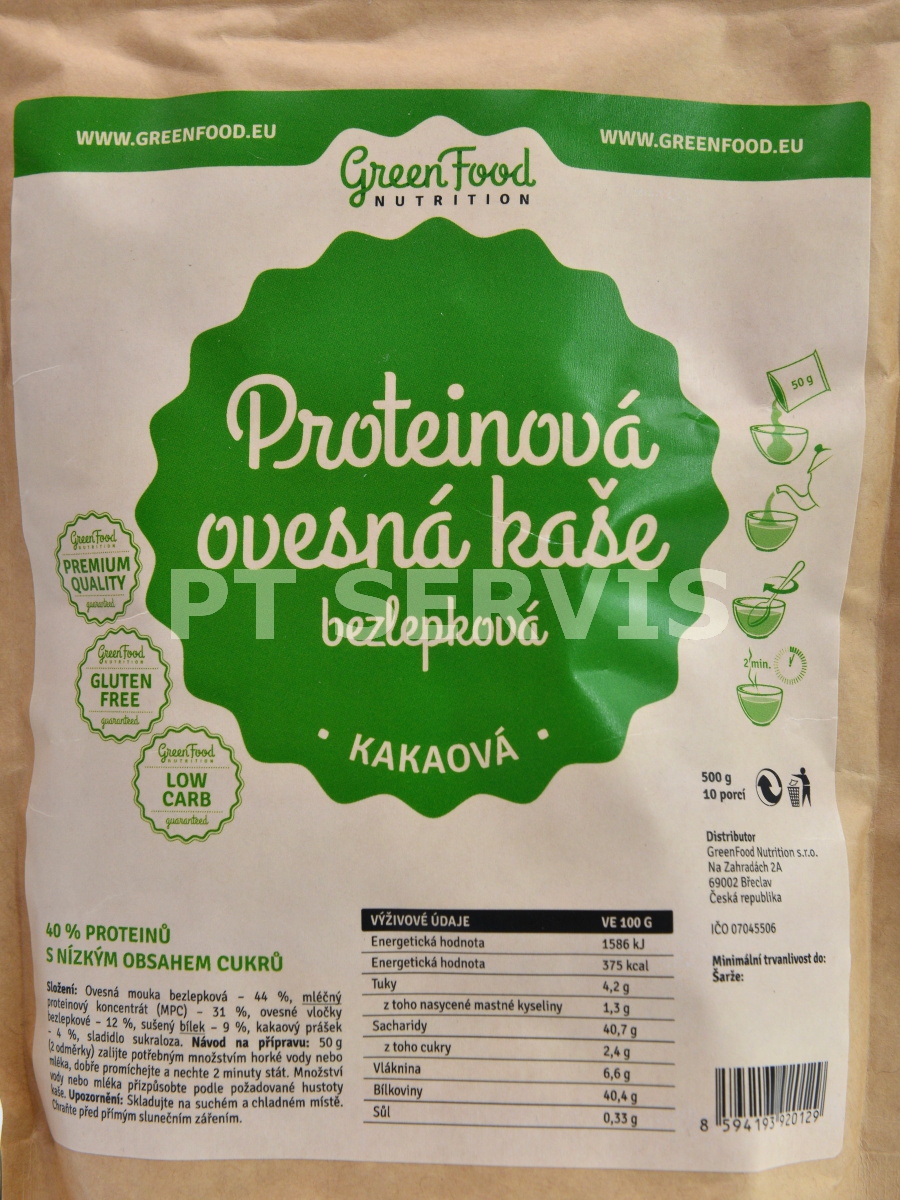 WWW.GREENFOOD.EU
WWW.GREENFOOD.EU
GreenFood
NUTRITION
Proteinová
ovesná kaše
bezlepková
• KAKAOVÁ •
PT SERVIS
50 g
2 min.
GreenFood
NUTRITION
PREMIUM
QUALITY
guaranteed
GreenFood
NUTRITION
GLUTEN
FREE
guaranteed
GreenFood
NUTRITION
LOW
CARB
guaranteed
500 g
10 porcí
Distributor
GreenFood Nutrition s.r.o.
Na Zahradách 2A
69002 Břeclav
Česká republika
IČO 07045506
Minimální trvanlivost do:
Šarže:
40 % PROTEINŮ
S NÍZKÝM OBSAHEM CUKRŮ
Složení: Ovesná mouka bezlepková – 44 %, mléčný
proteinový koncentrát (MPC) – 31 %, ovesné vločky
bezlepkové – 12 %, sušený bílek – 9 %, kakaový prášek
– 4 %, sladidlo sukraloza. Návod na přípravu: 50 g
(2 odměrky) zalijte potřebným množstvím horké vody nebo
mléka, dobře promíchejte a nechte 2 minuty stát. Množství
vody nebo mléka přizpůsobte podle požadované hustoty
kaše. Upozornění: Skladujte na suchém a chladném místě.
Chraňte před přímým slunečním zářením.
VÝŽIVOVÉ ÚDAJE VE 100 G
Energetická hodnota 1586 kJ
Energetická hodnota 375 kcal
Tuky 4,2 g
z toho nasycené mastné kyseliny 1,3 g
Sacharidy 40,7 g
z toho cukry 2,4 g
Vláknina 6,6 g
Bílkoviny 40,4 g
Sůl 0,33 g
8 594193 920129